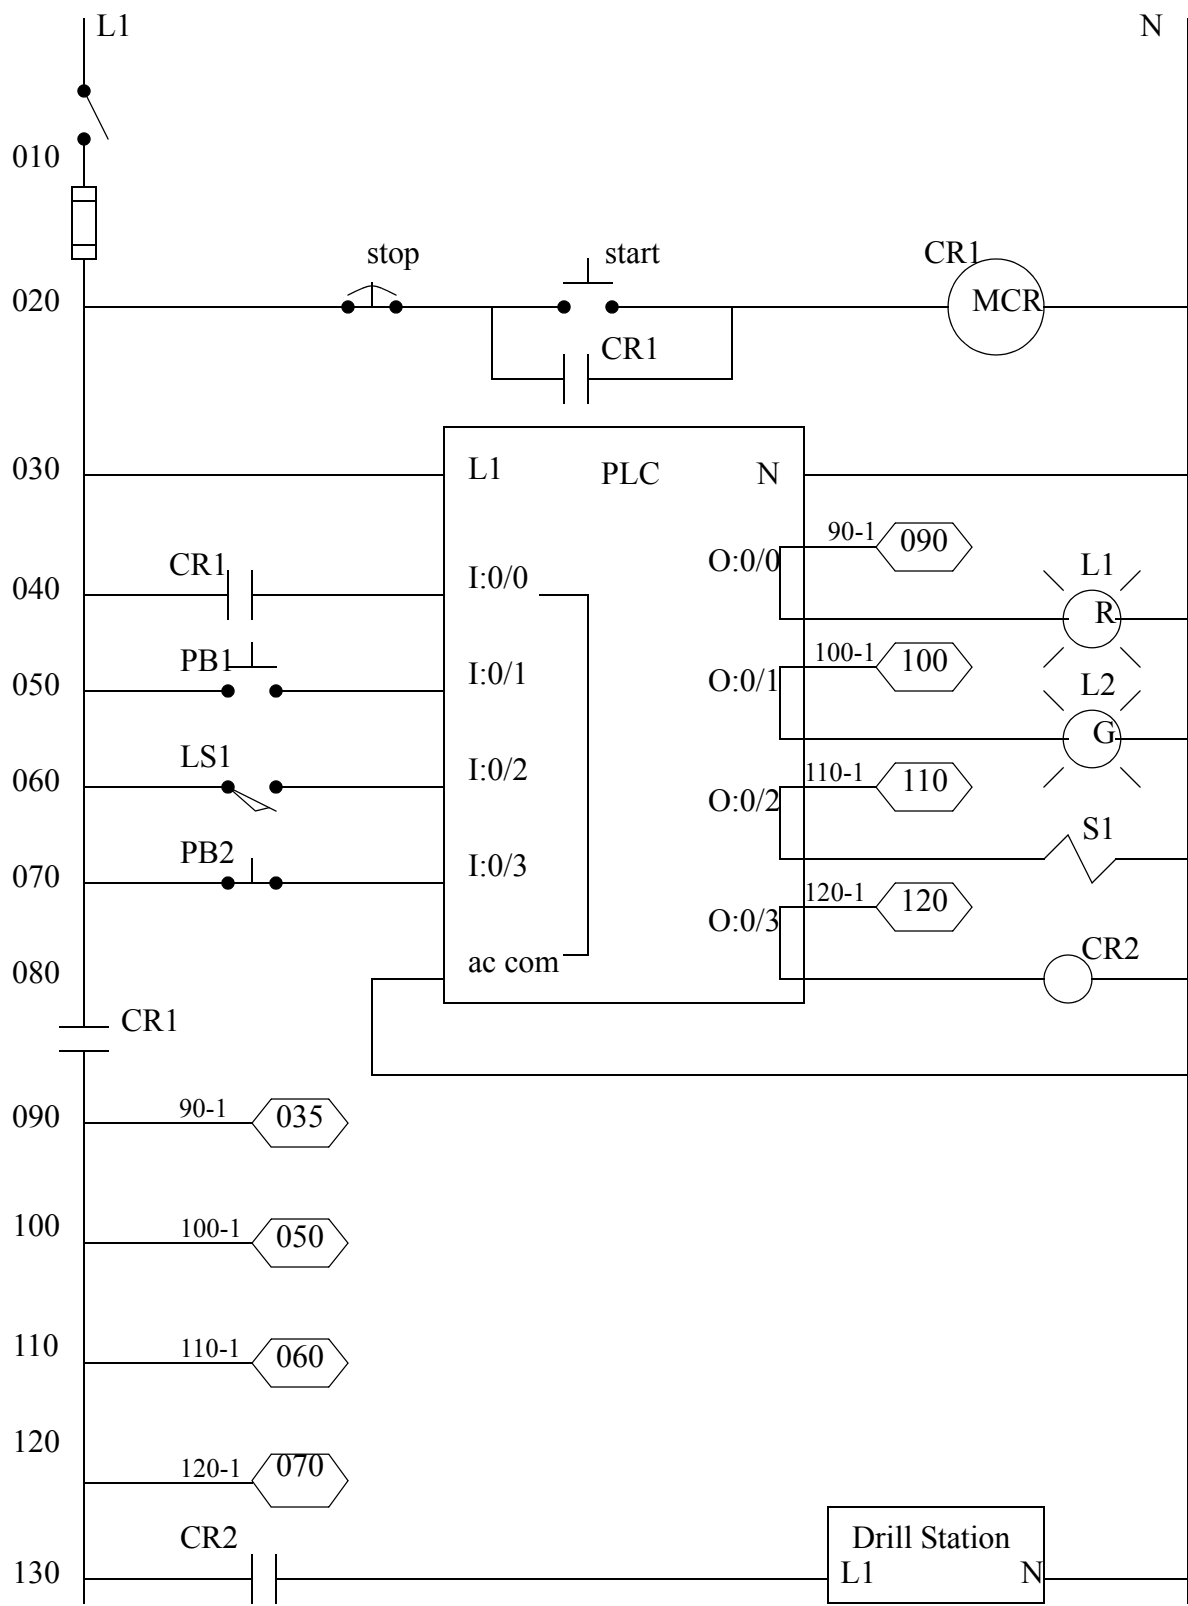 L1 N
010
stop start CR1
020 MCR
CR1
030 L1 PLC N
90-1 090
O:0/0 L1
CR1 I:0/0
040 R
100-1 100
PB1 I:0/1 O:0/1 L2
050
G
LS1 I:0/2 110-1 110
060 O:0/2
S1
PB2 I:0/3
070
120-1 120
O:0/3
CR2
080 ac com
CR1
090 90-1 035
100 100-1 050
110 110-1 060
120
120-1 070
CR2 Drill Station
130 L1 N